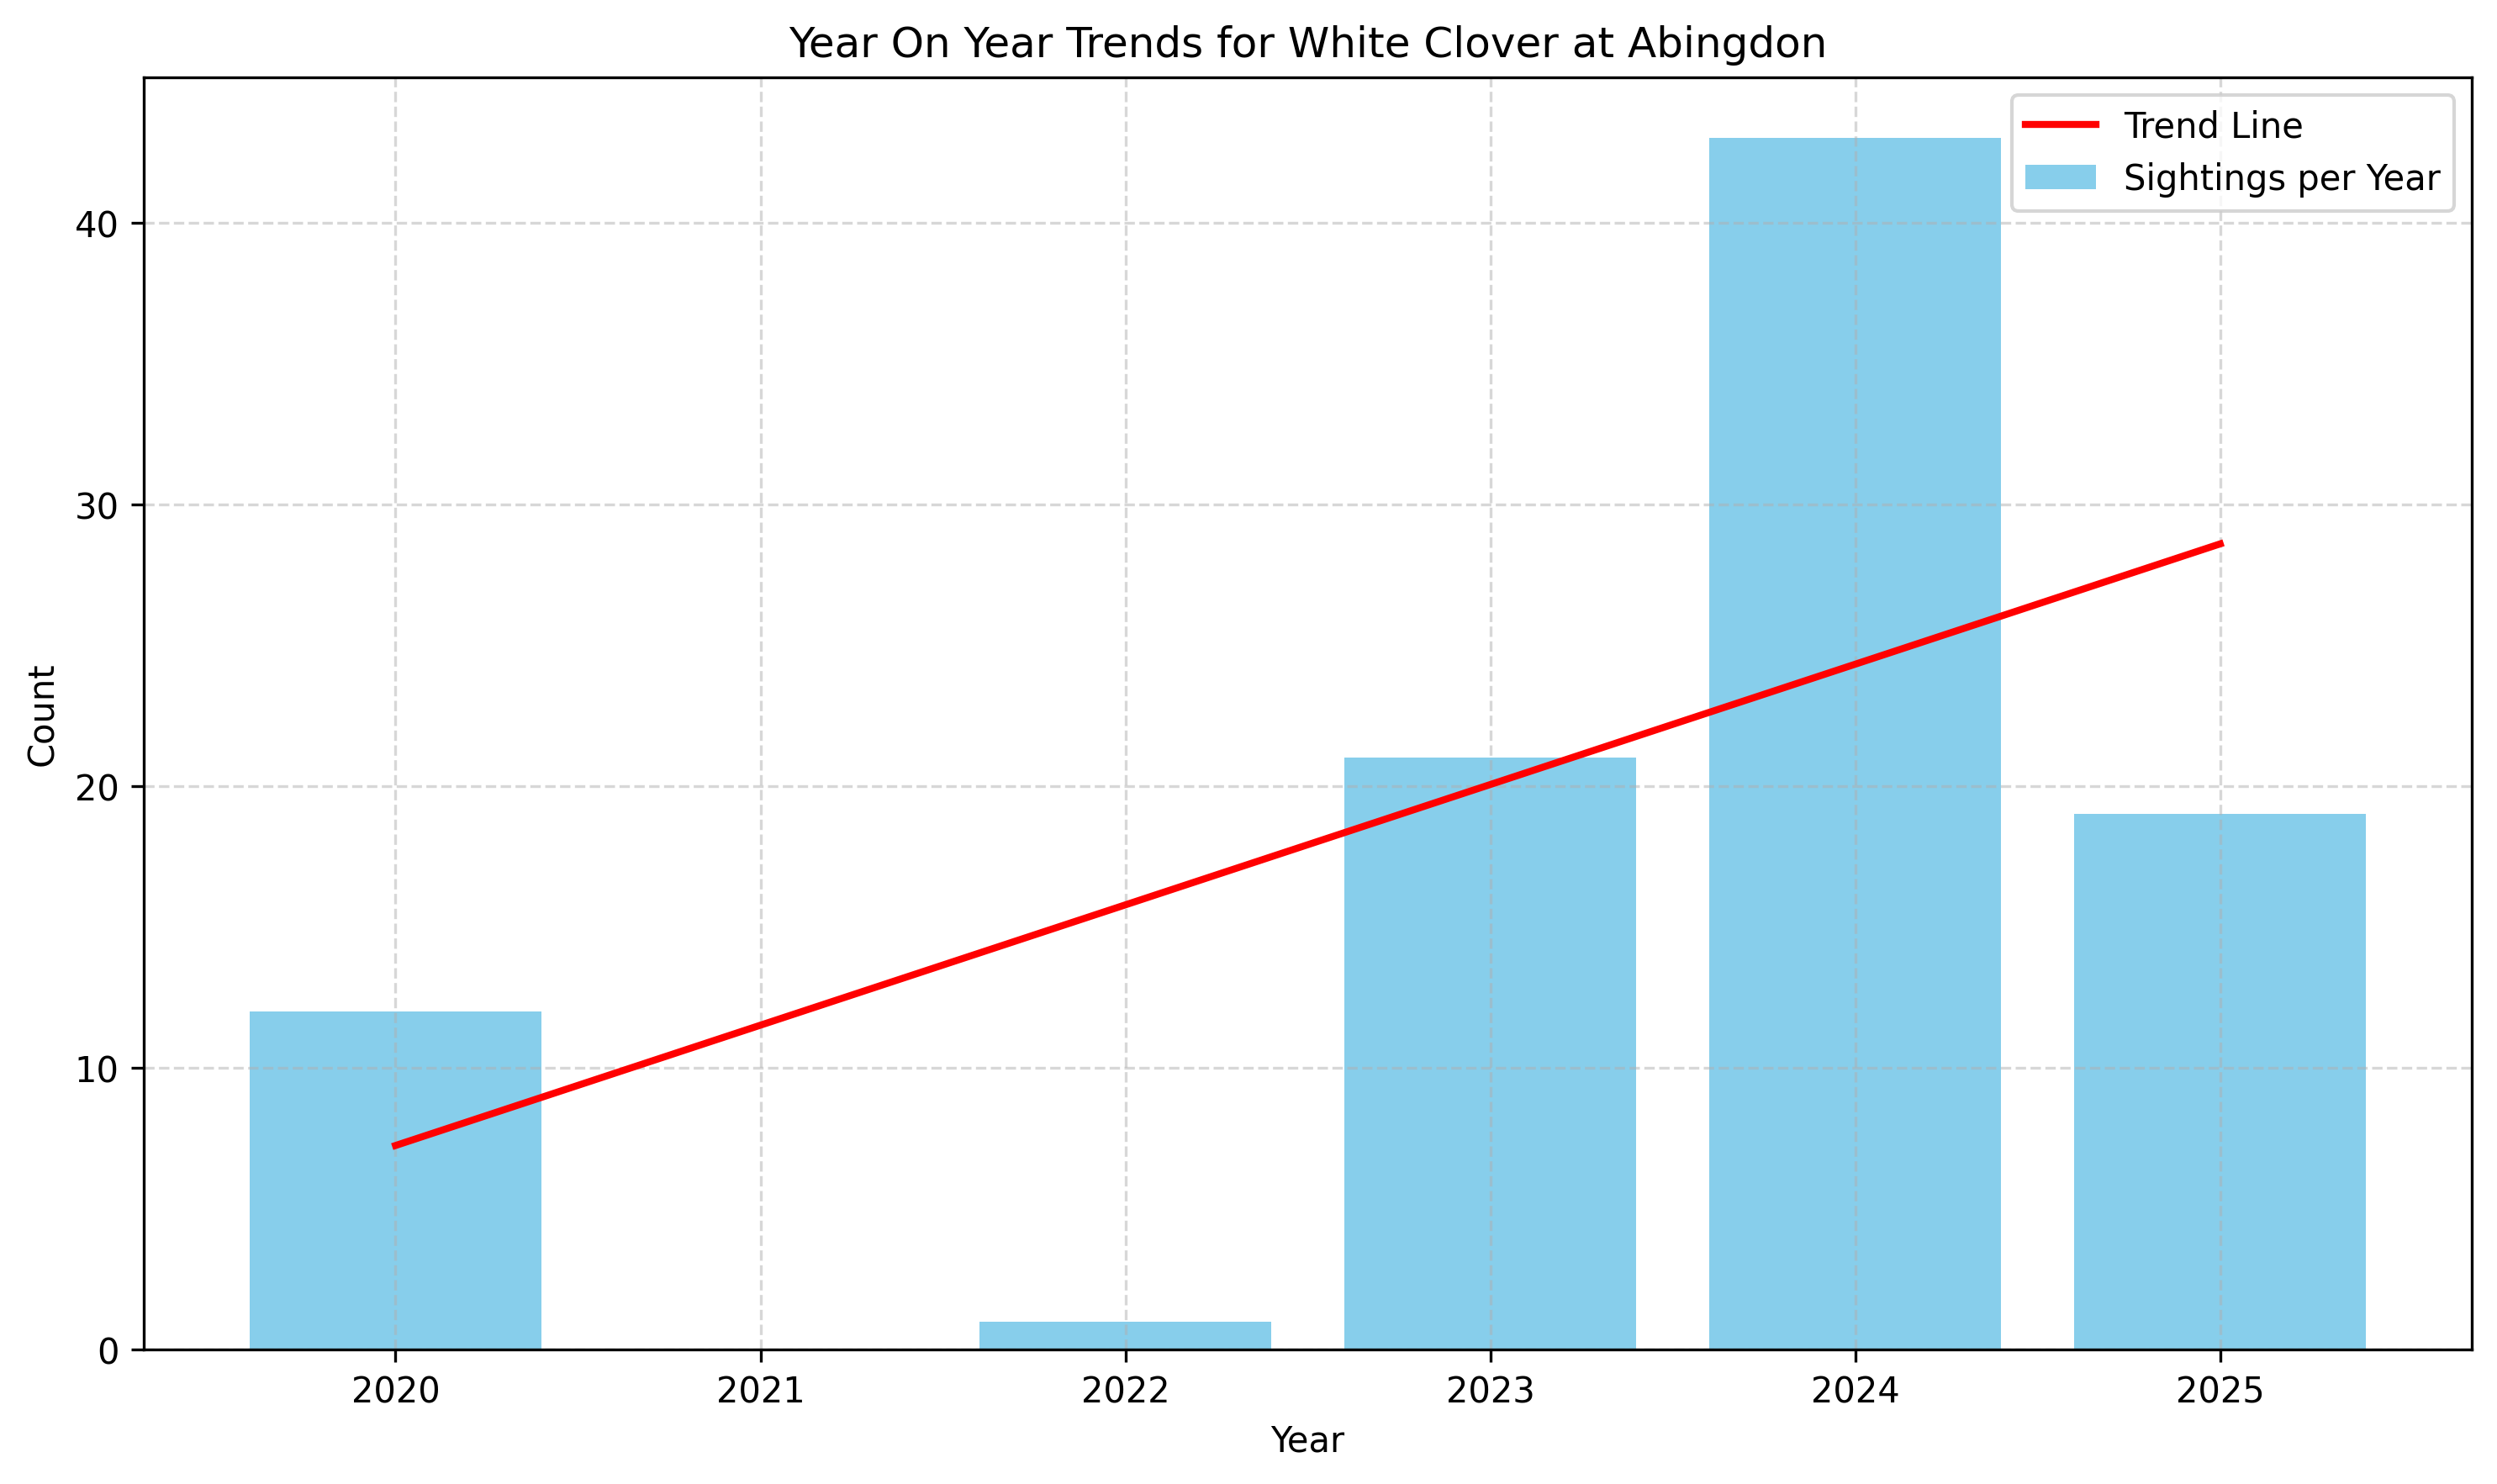 Year On Year Trends for White Clover at Abingdon
Trend Line
Sightings per Year
Count
40
30
20
10
0
2020 2021 2022 2023 2024 2025
Year